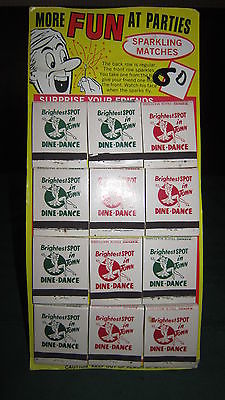 MORE FUN AT PARTIES
SPARKLING
MATCHES
The back row is regular.
The front row sparkles.
You take one from the
give your friend one
the front. Watch his face
when the sparks fly.
50
SURPRISE YOUR FRIENDS
Brightest SPOT
in
Town
DINE-DANCE
Brightest SPOT
in
Town
DINE-DANCE
Brightest SPOT
in
Town
DINE-DANCE
Brightest SPOT
in
Town
DINE-DANCE
Brightest SPOT
in
Town
DINE-DANCE
Brightest SPOT
in
Town
DINE-DANCE
Brightest SPOT
in
Town
DINE-DANCE
Brightest SPOT
in
Town
DINE-DANCE
Brightest SPOT
in
Town
DINE-DANCE
Brightest SPOT
in
Town
DINE-DANCE
Brightest SPOT
in
Town
DINE-DANCE
Brightest SPOT
in
Town
DINE-DANCE
CAUTION KEEP OUT OF